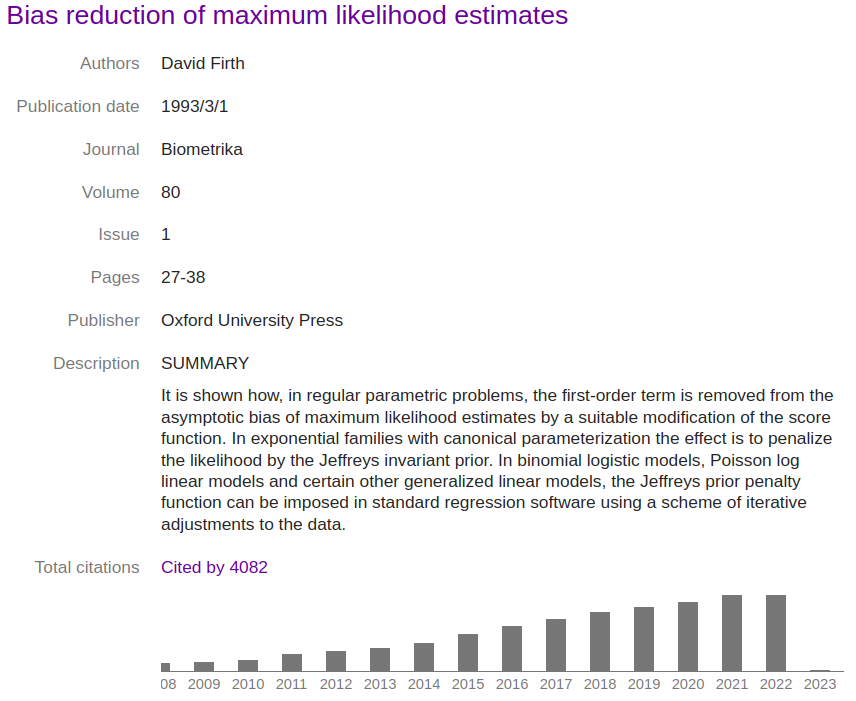 Bias reduction of maximum likelihood estimates
Authors David Firth
Publication date 1993/3/1
Journal Biometrika
Volume 80
Issue 1
Pages 27-38
Publisher Oxford University Press
Description SUMMARY
It is shown how, in regular parametric problems, the first-order term is removed from the
asymptotic bias of maximum likelihood estimates by a suitable modification of the score
function. In exponential families with canonical parameterization the effect is to penalize
the likelihood by the Jeffreys invariant prior. In binomial logistic models, Poisson log
linear models and certain other generalized linear models, the Jeffreys prior penalty
function can be imposed in standard regression software using a scheme of iterative
adjustments to the data.
Total citations Cited by 4082
08 2009 2010 2011 2012 2013 2014 2015 2016 2017 2018 2019 2020 2021 2022 2023